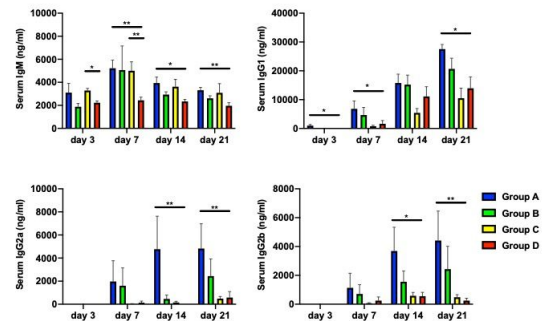 Serum IgM (ng/ml)
10000
8000
6000
4000
2000
0
*
**
**
*
**
day 3 day 7 day 14 day 21
Serum IgG1 (ng/ml)
40000
30000
20000
10000
0
*
*
*
day 3 day 7 day 14 day 21
Serum IgG2a (ng/ml)
10000
8000
6000
4000
2000
0
**
**
day 3 day 7 day 14 day 21
Serum IgG2b (ng/ml)
8000
6000
4000
2000
0
*
**
day 3 day 7 day 14 day 21
Group A
Group B
Group C
Group D